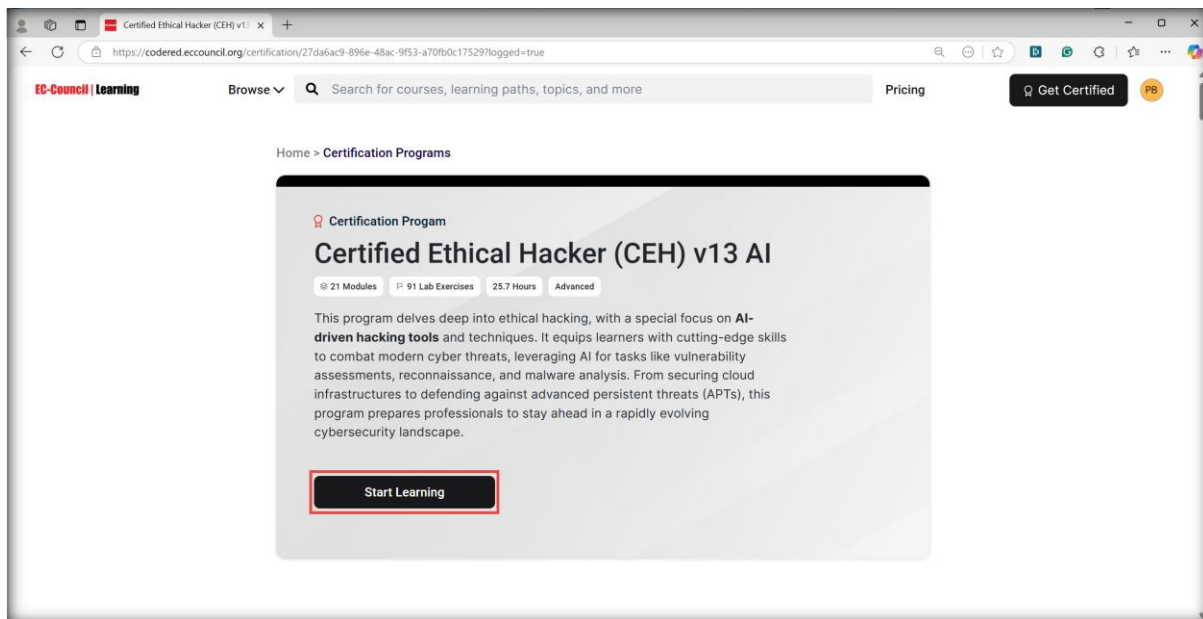 Certified Ethical Hacker (CEH) v13
https://codered.eccouncil.org/certification/27da6ac9-896e-48ac-9f53-a70fb0c17529?logged=true
EC-Council | Learning
Browse
Search for courses, learning paths, topics, and more
Pricing
Get Certified
PB
Home > Certification Programs
Certification Progam
Certified Ethical Hacker (CEH) v13 AI
21 Modules
91 Lab Exercises
25.7 Hours
Advanced
This program delves deep into ethical hacking, with a special focus on AI-
driven hacking tools and techniques. It equips learners with cutting-edge skills
to combat modern cyber threats, leveraging AI for tasks like vulnerability
assessments, reconnaissance, and malware analysis. From securing cloud
infrastructures to defending against advanced persistent threats (APTs), this
program prepares professionals to stay ahead in a rapidly evolving
cybersecurity landscape.
Start Learning